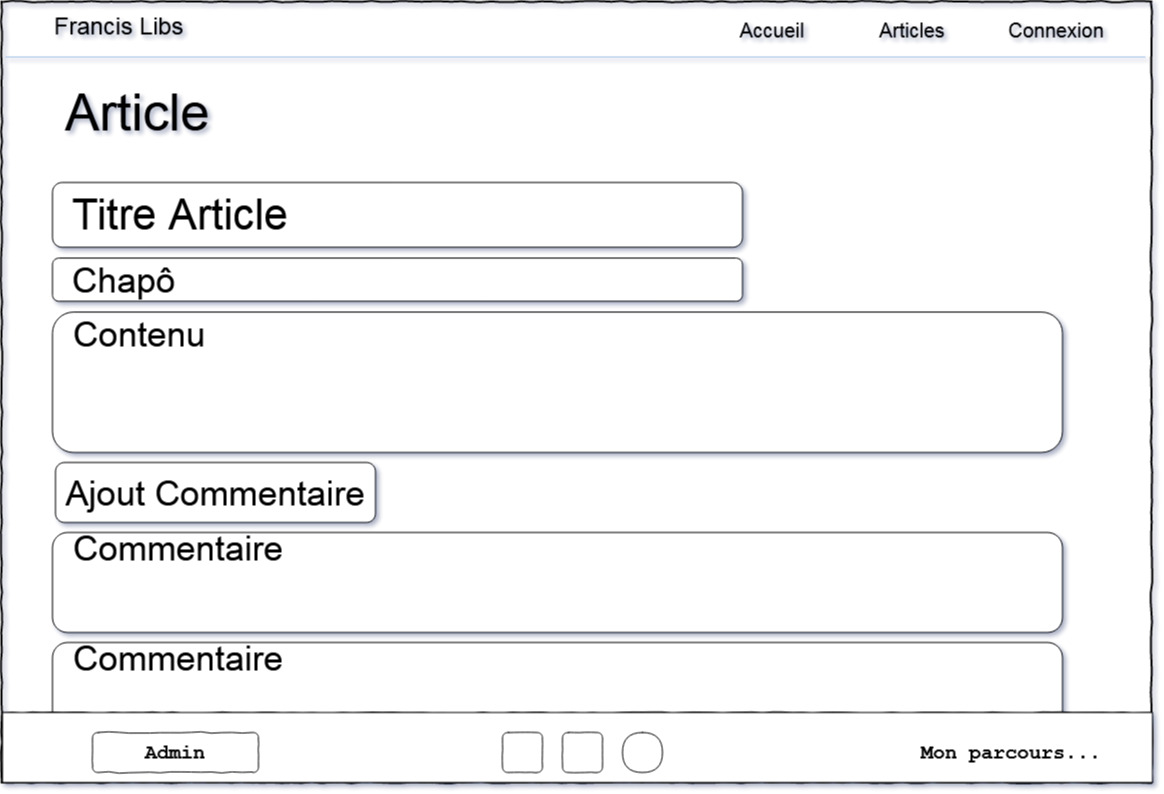 Francis Libs
Accueil Articles Connexion
Article
Titre Article
Chapô
Contenu
Ajout Commentaire
Commentaire
Commentaire
Admin
Mon parcours...